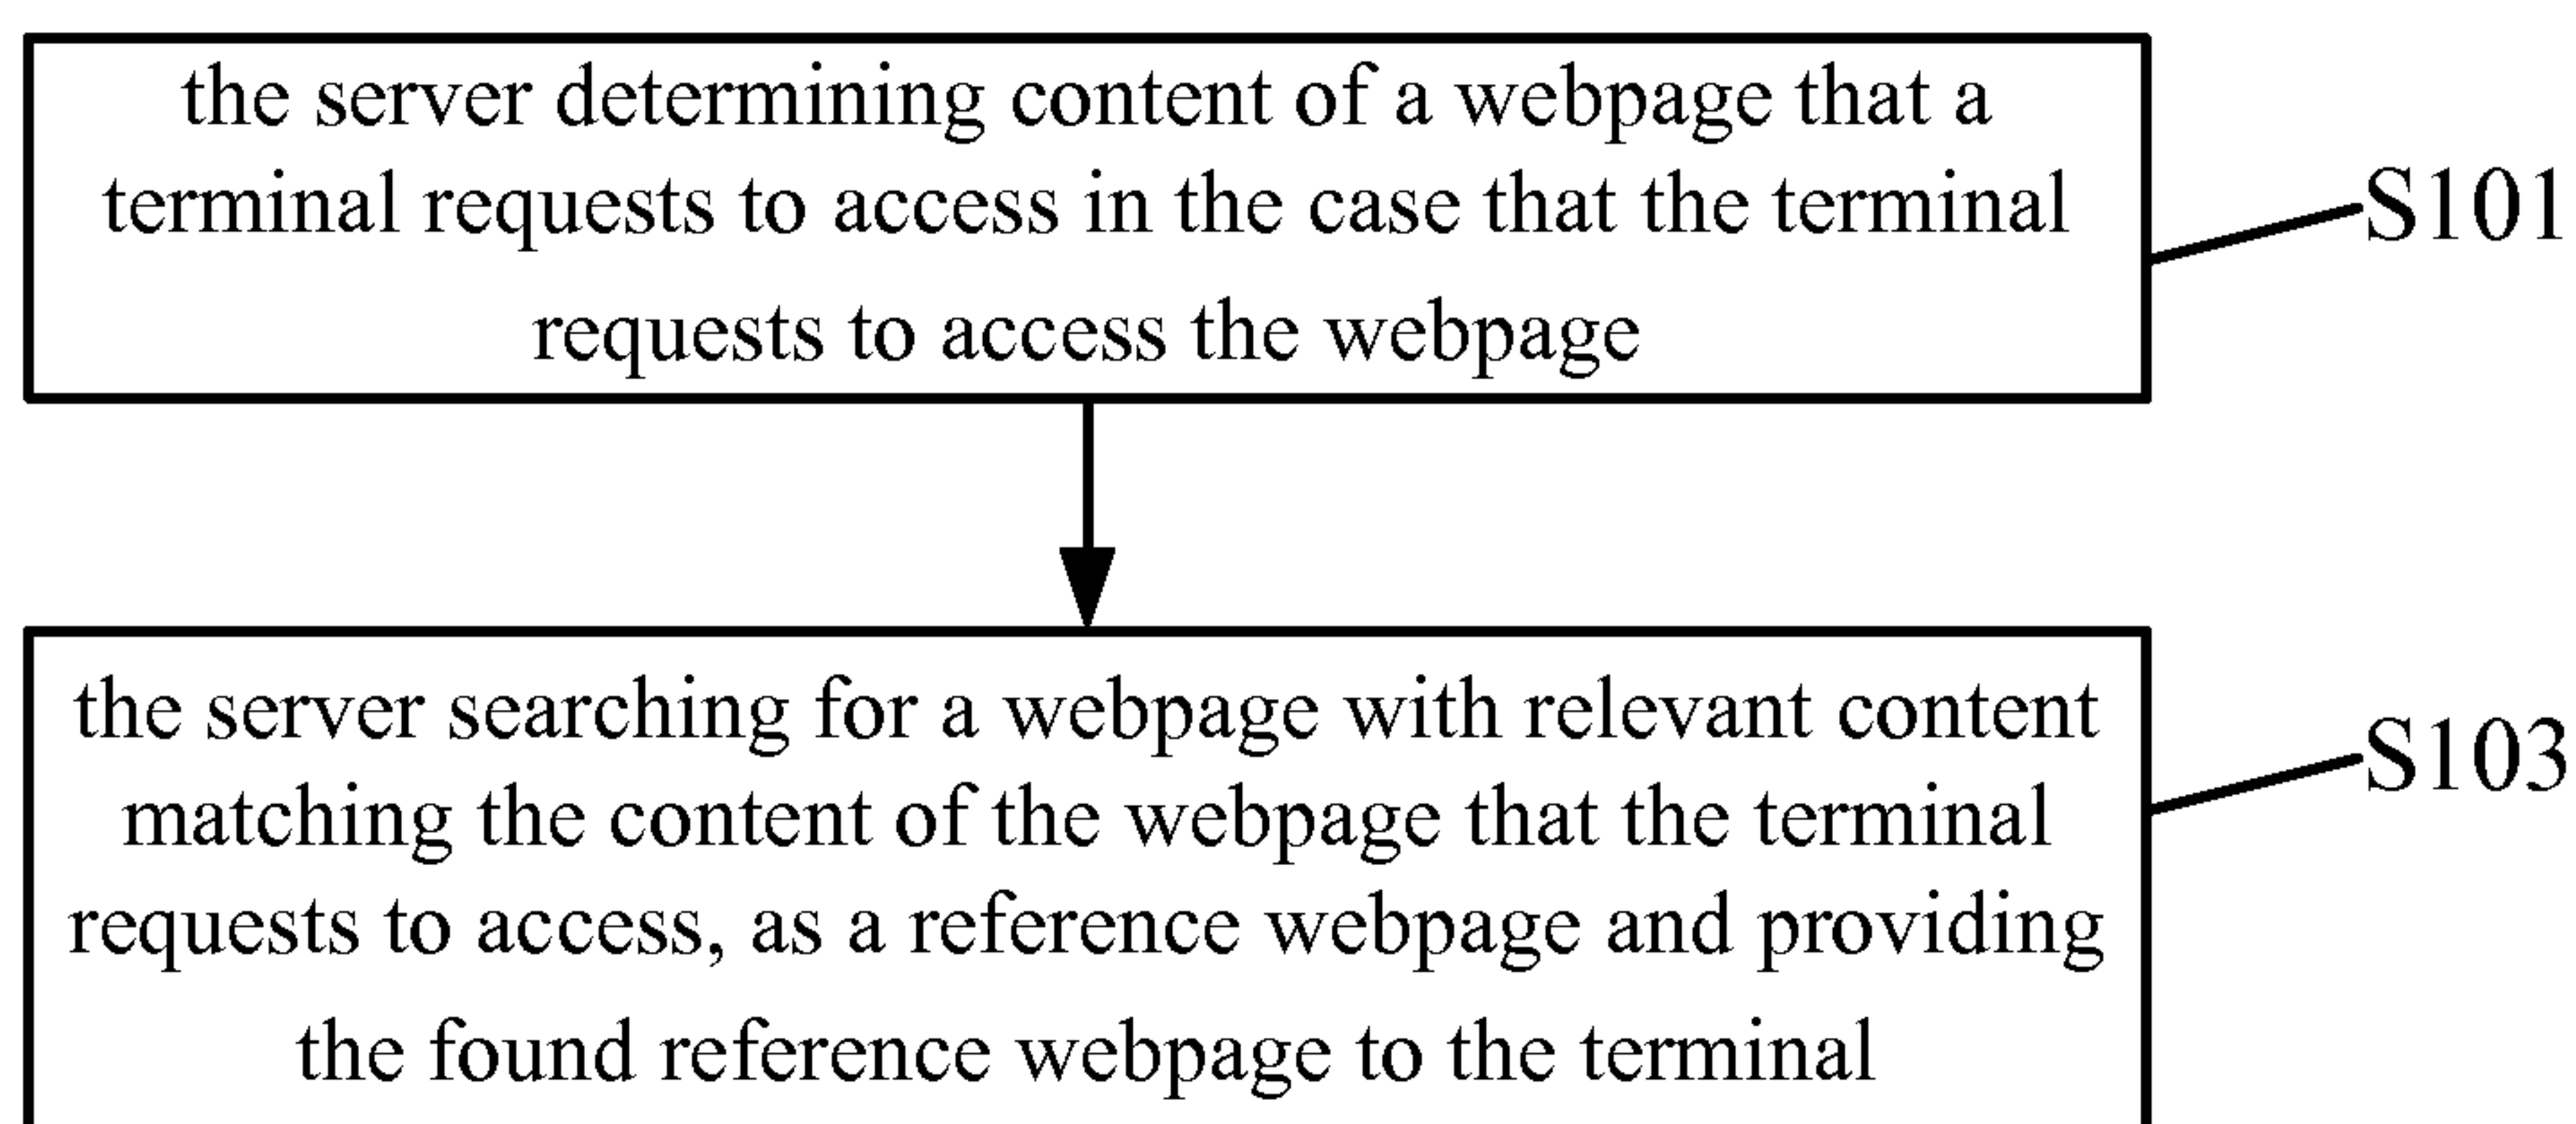 the server determining content of a webpage that a
terminal requests to access in the case that the terminal
requests to access the webpage
S101
the server searching for a webpage with relevant content
matching the content of the webpage that the terminal
requests to access, as a reference webpage and providing
the found reference webpage to the terminal
S103